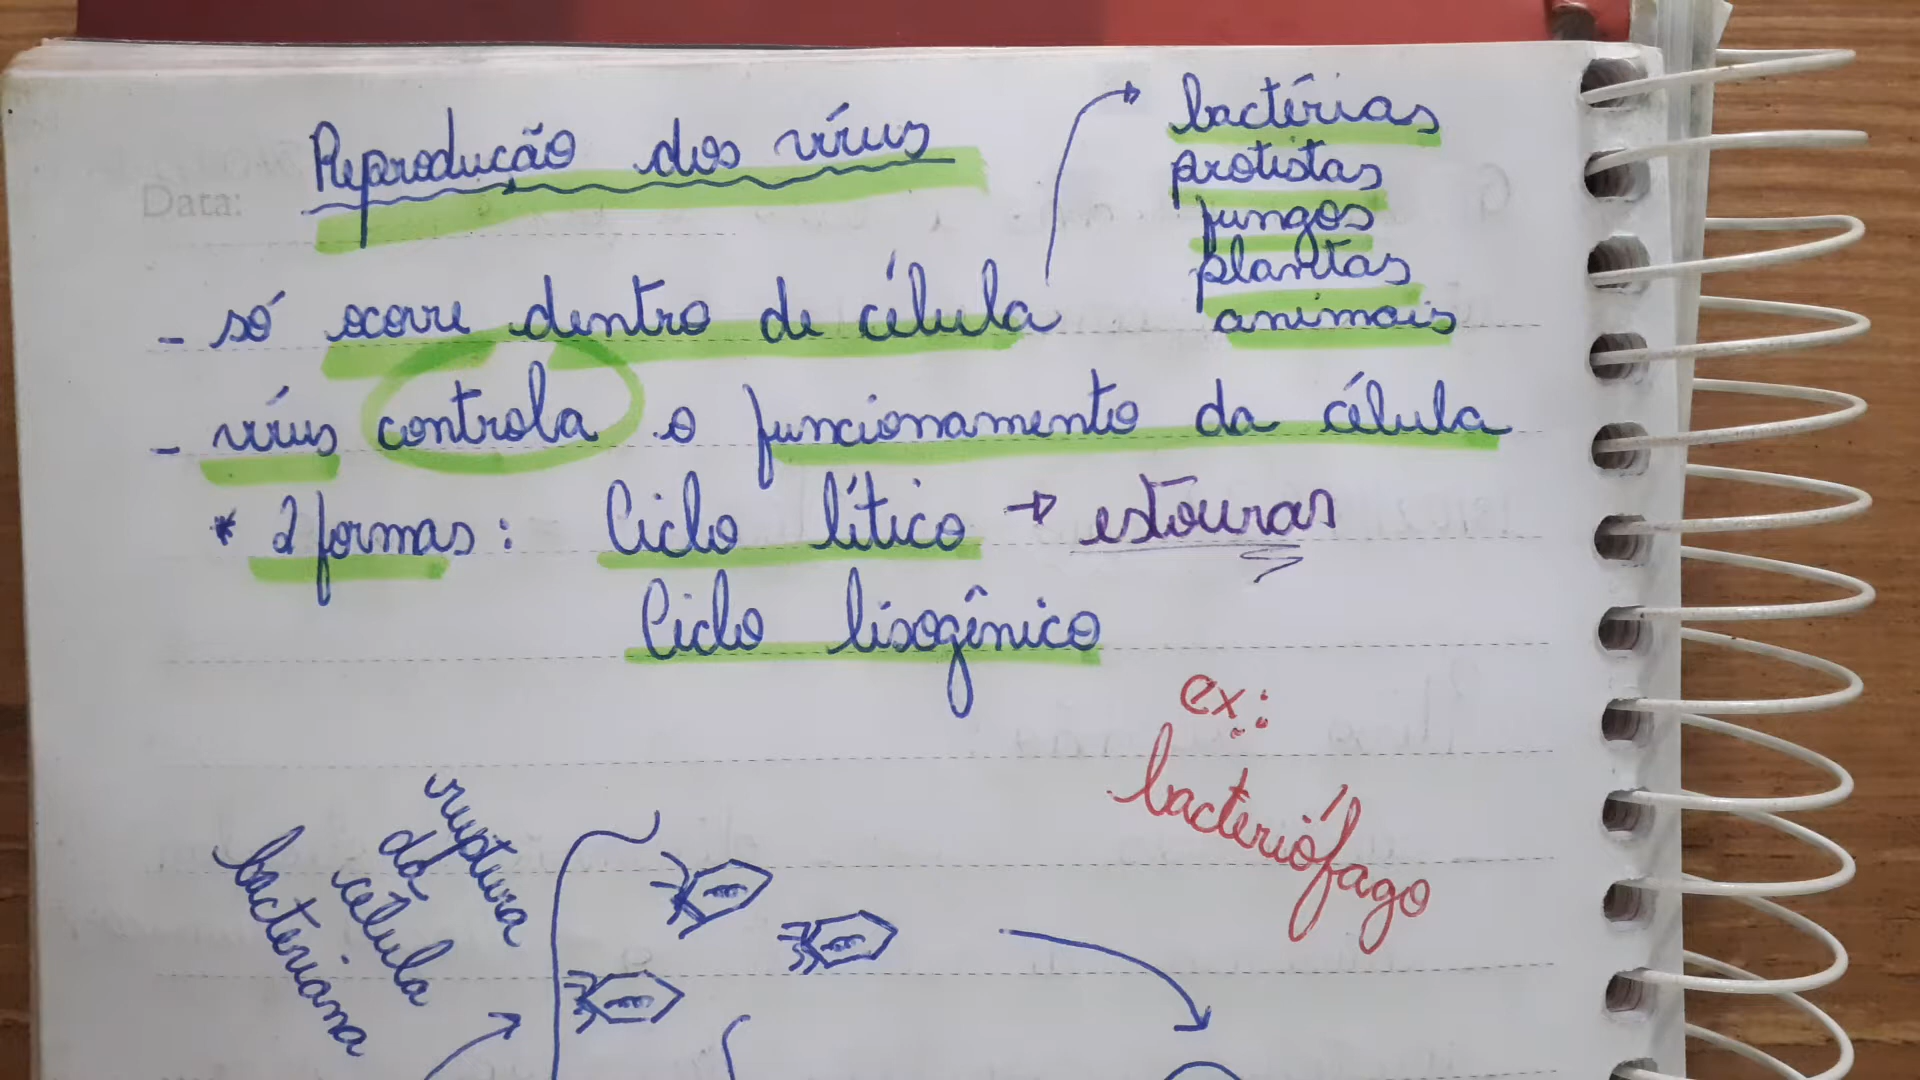 Reprodução dos vírus
Data:
bactérias
protistas
fungos
plantas
animais
- só ocorre dentro de célula
- vírus controla o funcionamento da célula
* 2 formas: Ciclo lítico → estouras
Ciclo lisogênico
ex:
bacteriófago
ruptura
da
célula
bacteriana